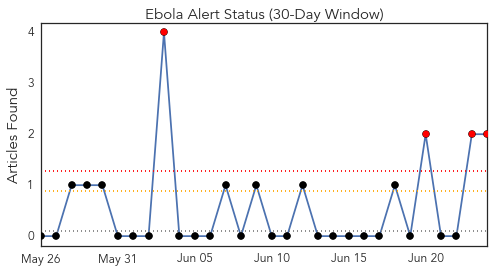 Ebola Alert Status (30-Day Window)
Articles Found
4
3
2
1
0
May 26
May 31
Jun 05
Jun 10
Jun 15
Jun 20